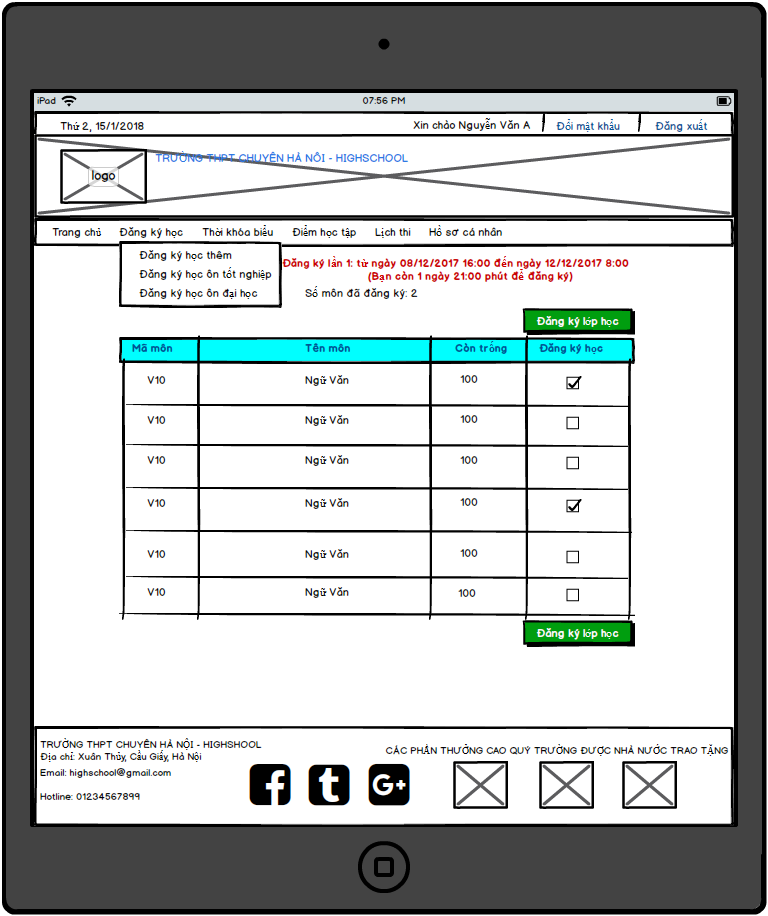 iPad 07:56 PM
Thứ 2, 15/1/2018 Xin chào Nguyễn Văn A Đổi mật khẩu Đăng xuất
logo TRƯỜNG THPT CHUYÊN HÀ NỘI - HIGHSCHOOL
Trang chủ Đăng ký học Thời khóa biểu Điểm học tập Lịch thi Hồ sơ cá nhân
Đăng ký học thêm
Đăng ký học ôn tốt nghiệp
Đăng ký học ôn đại học
Đăng ký lần 1: từ ngày 08/12/2017 16:00 đến ngày 12/12/2017 8:00
(Bạn còn 1 ngày 21:00 phút để đăng ký)
Số môn đã đăng ký: 2
Đăng ký lớp học
Mã môn Tên môn Còn trống Đăng ký học
V10 Ngữ Văn 100
V10 Ngữ Văn 100
V10 Ngữ Văn 100
V10 Ngữ Văn 100
V10 Ngữ Văn 100
V10 Ngữ Văn 100
Đăng ký lớp học
TRƯỜNG THPT CHUYÊN HÀ NỘI - HIGHSHOOL
Địa chỉ: Xuân Thủy, Cầu Giấy, Hà Nội
Email: highschool@gmail.com
Hotline: 01234567899
f t G+
CÁC PHẦN THƯỞNG CAO QUÝ TRƯỜNG ĐƯỢC NHÀ NƯỚC TRAO TẶNG